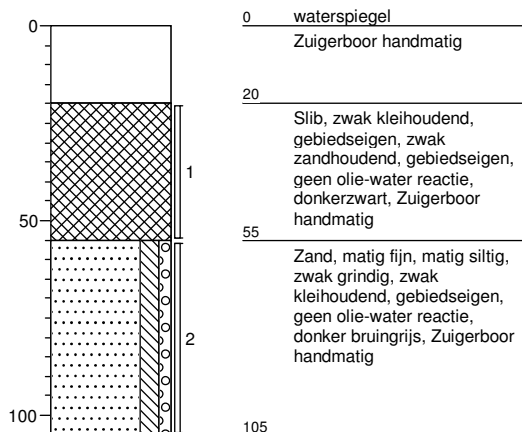 0
0 waterspiegel
Zuigerboor handmatig
20
Slib, zwak kleihoudend,
gebiedseigen, zwak
zandhoudend, gebiedseigen,
geen olie-water reactie,
donkerzwart, Zuigerboor
handmatig
1
50
55
Zand, matig fijn, matig siltig,
zwak grindig, zwak
kleihoudend, gebiedseigen,
geen olie-water reactie,
donker bruingrijs, Zuigerboor
handmatig
2
100
105